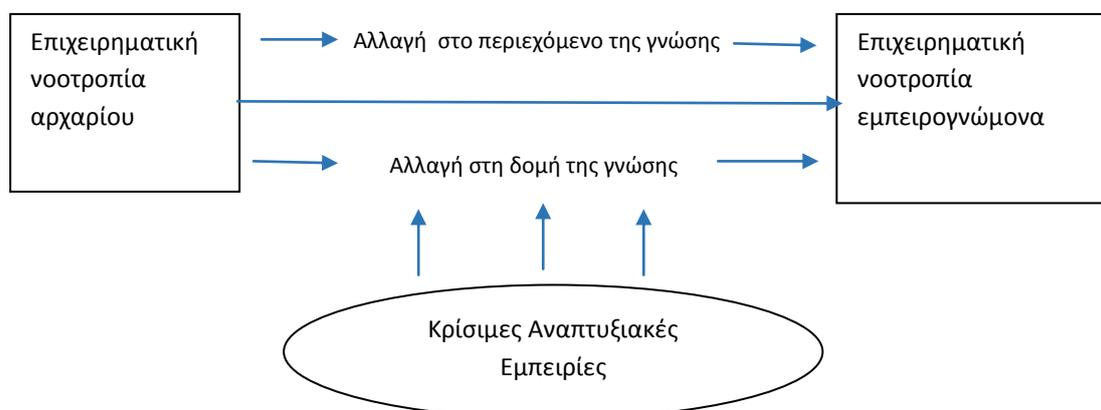 Επιχειρηματική
νοοτροπία
αρχαρίου
Αλλαγή στο περιεχόμενο της γνώσης
Αλλαγή στη δομή της γνώσης
Επιχειρηματική
νοοτροπία
εμπειρογνώμονα
Κρίσιμες Αναπτυξιακές
Εμπειρίες